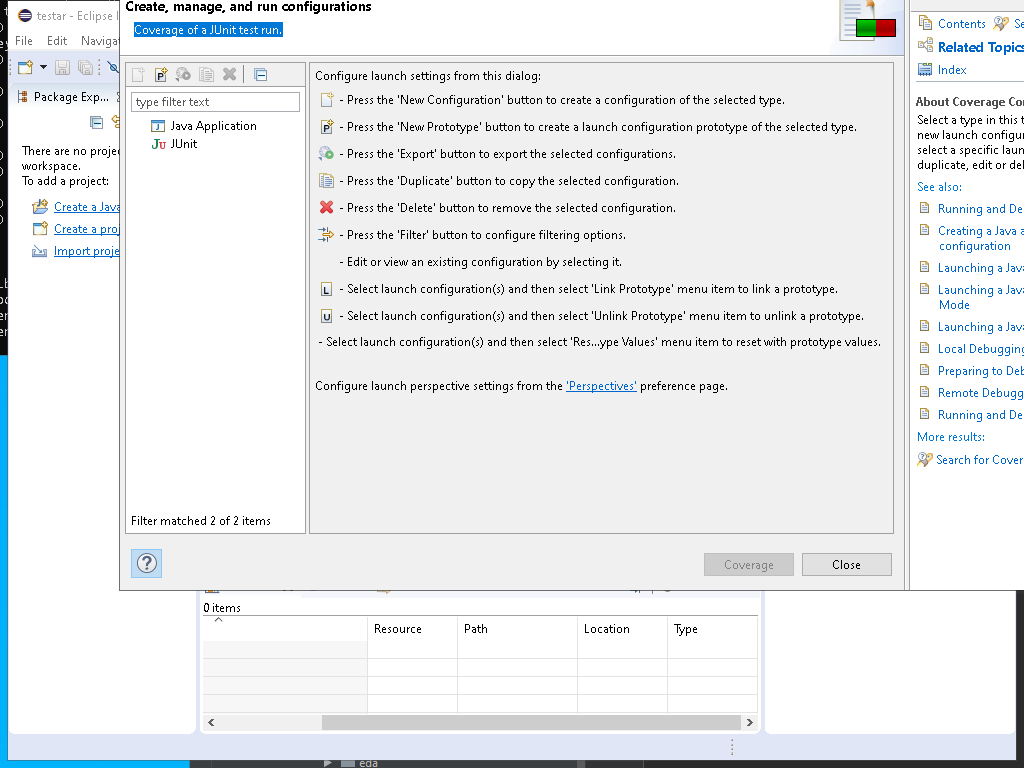 Create, manage, and run configurations
Coverage of a JUnit test run.
testar - Eclipse I
File Edit Navigat
Package Exp...
There are no projec
workspace.
To add a project:
Create a Java
Create a proj
Import proje
type filter text
Java Application
JUnit
Filter matched 2 of 2 items
Configure launch settings from this dialog:
- Press the 'New Configuration' button to create a configuration of the selected type.
- Press the 'New Prototype' button to create a launch configuration prototype of the selected type.
- Press the 'Export' button to export the selected configurations.
- Press the 'Duplicate' button to copy the selected configuration.
- Press the 'Delete' button to remove the selected configuration.
- Press the 'Filter' button to configure filtering options.
- Edit or view an existing configuration by selecting it.
- Select launch configuration(s) and then select 'Link Prototype' menu item to link a prototype.
- Select launch configuration(s) and then select 'Unlink Prototype' menu item to unlink a prototype.
- Select launch configuration(s) and then select 'Res...ype Values' menu item to reset with prototype values.
Configure launch perspective settings from the 'Perspectives' preference page.
Coverage Close
Contents Se
Related Topics
Index
About Coverage Con
Select a type in this t
new launch configur
select a specific laun
duplicate, edit or del
See also:
Running and De
Creating a Java a
configuration
Launching a Java
Launching a Java
Mode
Launching a Java
Local Debugging
Preparing to Deb
Remote Debugg
Running and De
More results:
Search for Cover
0 items
Resource Path Location Type
eda